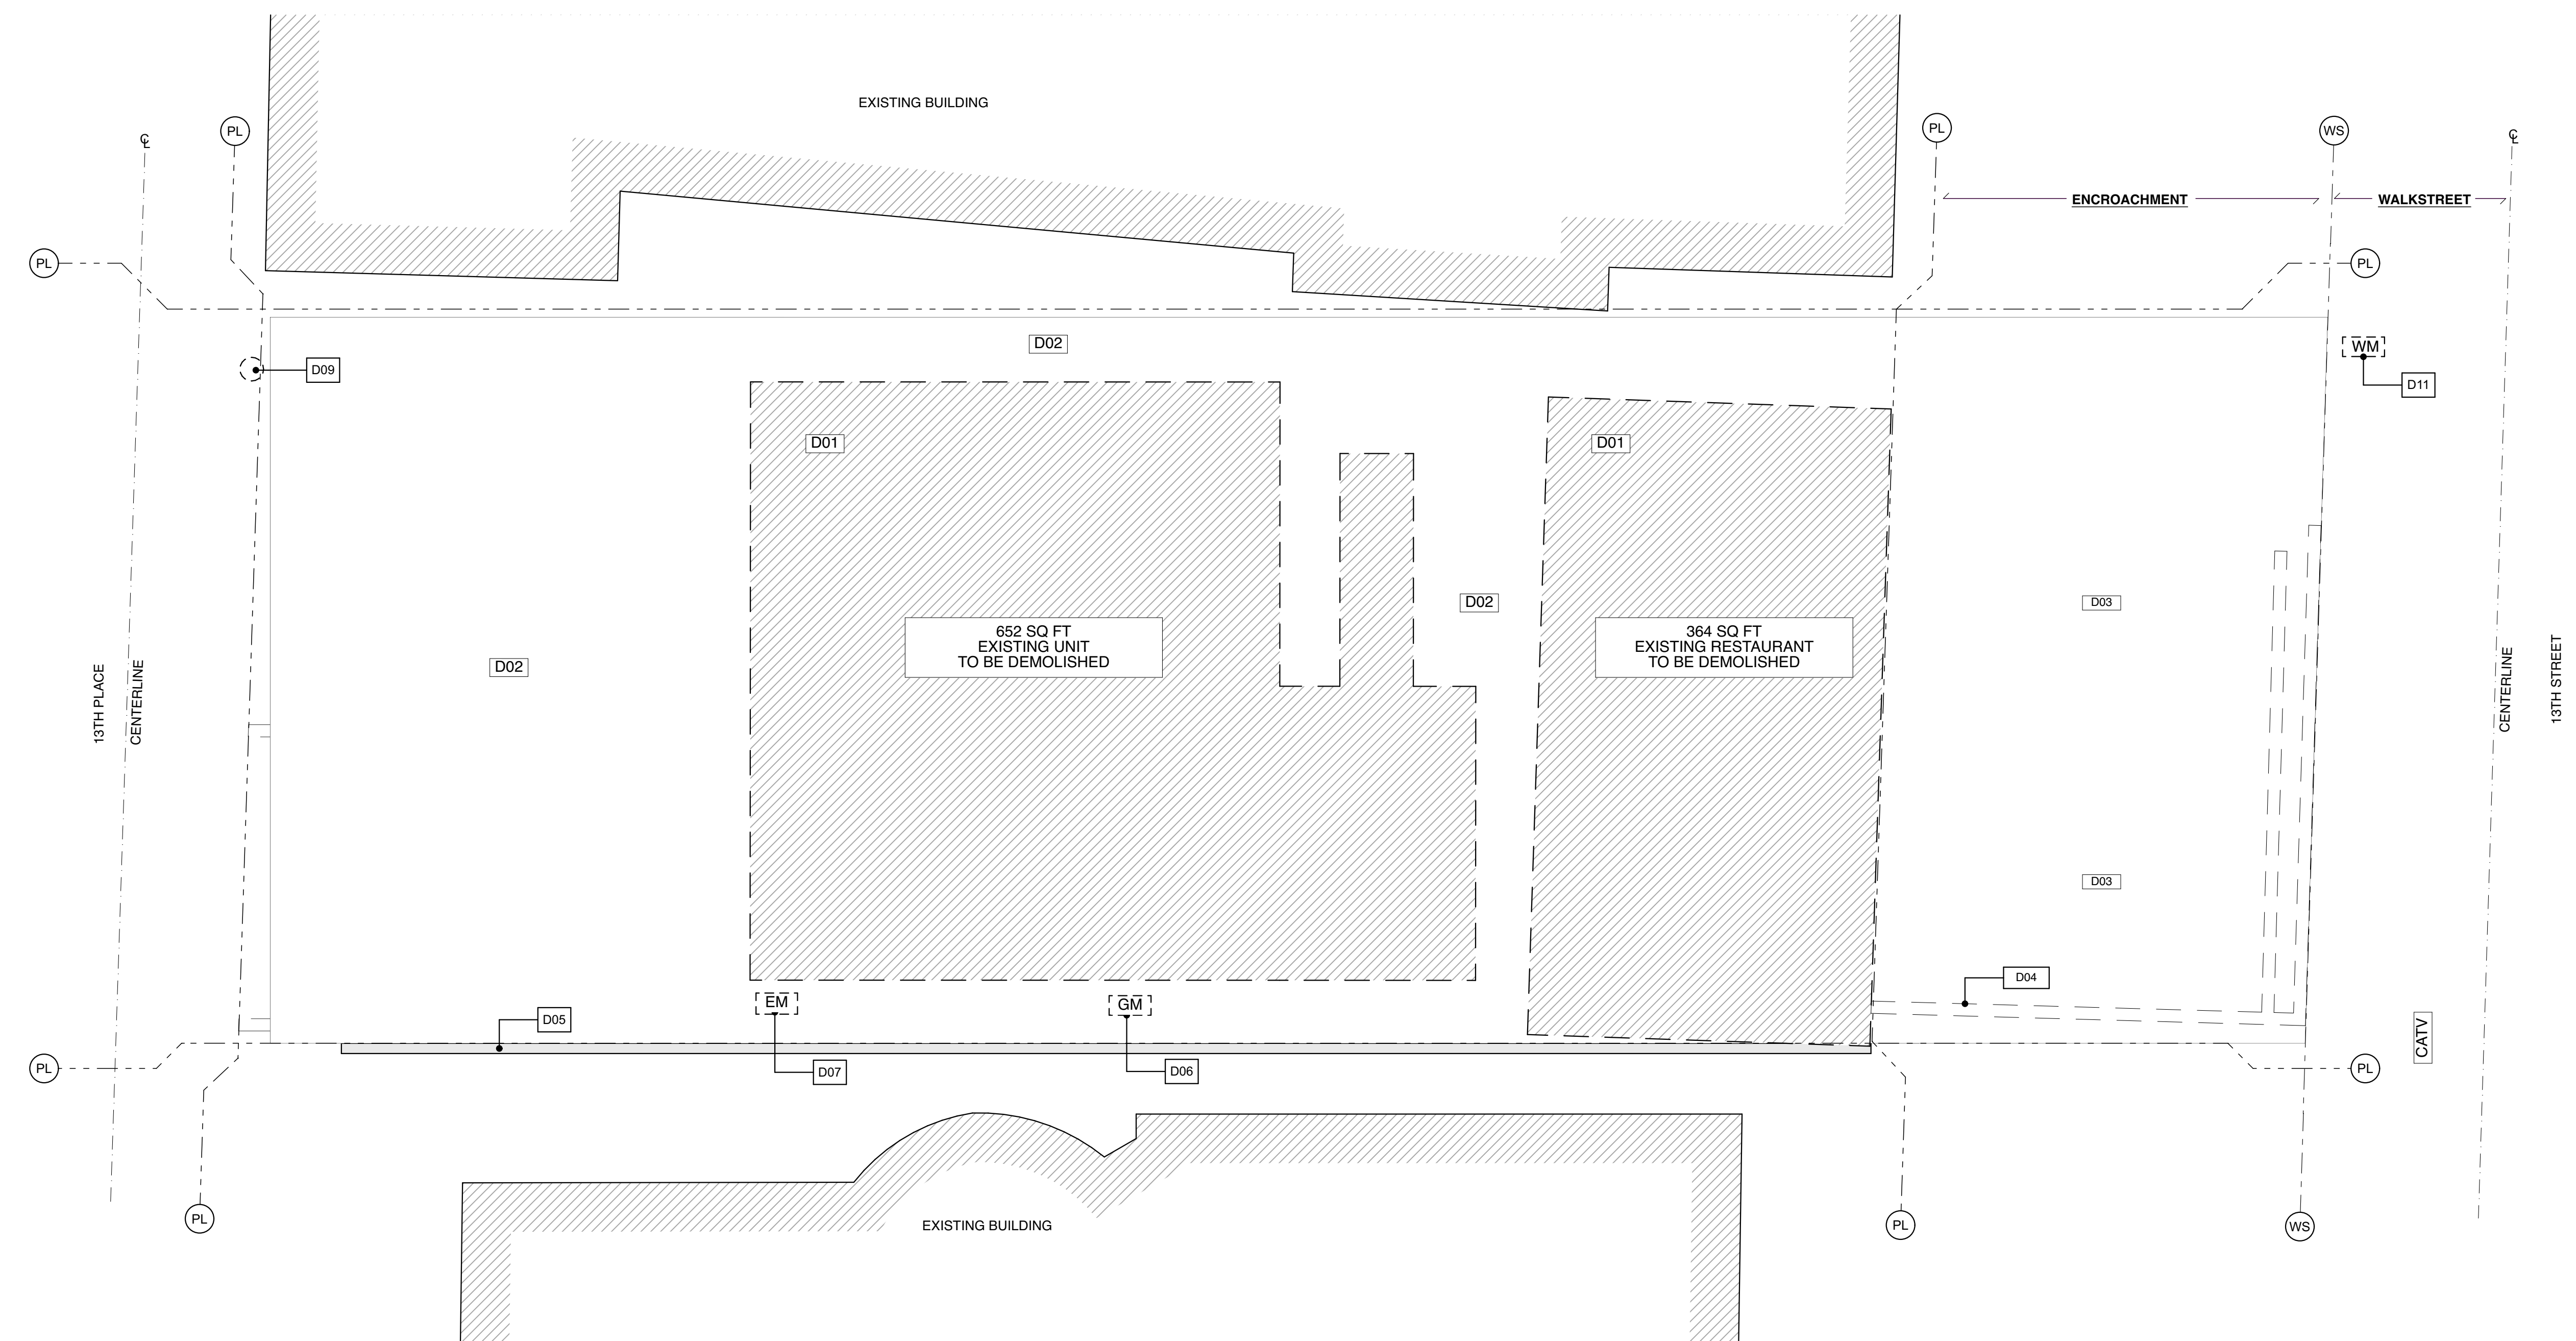 EXISTING BUILDING
PL
PL
WS
℄
℄
ENCROACHMENT
WALKSTREET
PL
PL
D02
WM
D09
D11
D01
D01
D02
D03
652 SQ FT
EXISTING UNIT
TO BE DEMOLISHED
364 SQ FT
EXISTING RESTAURANT
TO BE DEMOLISHED
D02
13TH PLACE
CENTERLINE
CENTERLINE
13TH STREET
D03
D04
EM
GM
D05
CATV
D07
D06
PL
PL
PL
EXISTING BUILDING
PL
WS